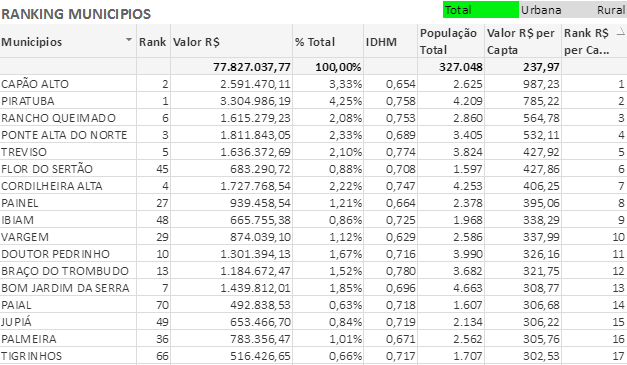 RANKING MUNICIPIOS
Total Urbana Rural
Municipios Rank Valor R$ % Total IDHM População Total Valor R$ per Capta Rank R$ per Ca...
77.827.037,77 100,00% 327.048 237,97
CAPÃO ALTO 2 2.591.470,11 3,33% 0,654 2.625 987,23 1
PIRATUBA 1 3.304.986,19 4,25% 0,758 4.209 785,22 2
RANCHO QUEIMADO 6 1.615.279,23 2,08% 0,753 2.860 564,78 3
PONTE ALTA DO NORTE 3 1.811.843,05 2,33% 0,689 3.405 532,11 4
TREVISO 5 1.636.372,69 2,10% 0,774 3.824 427,92 5
FLOR DO SERTÃO 45 683.290,72 0,88% 0,708 1.597 427,86 6
CORDILHEIRA ALTA 4 1.727.768,54 2,22% 0,747 4.253 406,25 7
PAINEL 27 939.458,54 1,21% 0,664 2.378 395,06 8
IBIAM 48 665.755,38 0,86% 0,725 1.968 338,29 9
VARGEM 29 874.039,10 1,12% 0,629 2.586 337,99 10
DOUTOR PEDRINHO 10 1.301.394,13 1,67% 0,716 3.990 326,16 11
BRAÇO DO TROMBUDO 13 1.184.672,47 1,52% 0,780 3.682 321,75 12
BOM JARDIM DA SERRA 7 1.439.812,01 1,85% 0,696 4.663 308,77 13
PAIAL 70 492.838,53 0,63% 0,718 1.607 306,68 14
JUPIÁ 49 653.466,70 0,84% 0,719 2.134 306,22 15
PALMEIRA 36 783.356,47 1,01% 0,671 2.562 305,76 16
TIGRINHOS 66 516.426,65 0,66% 0,717 1.707 302,53 17